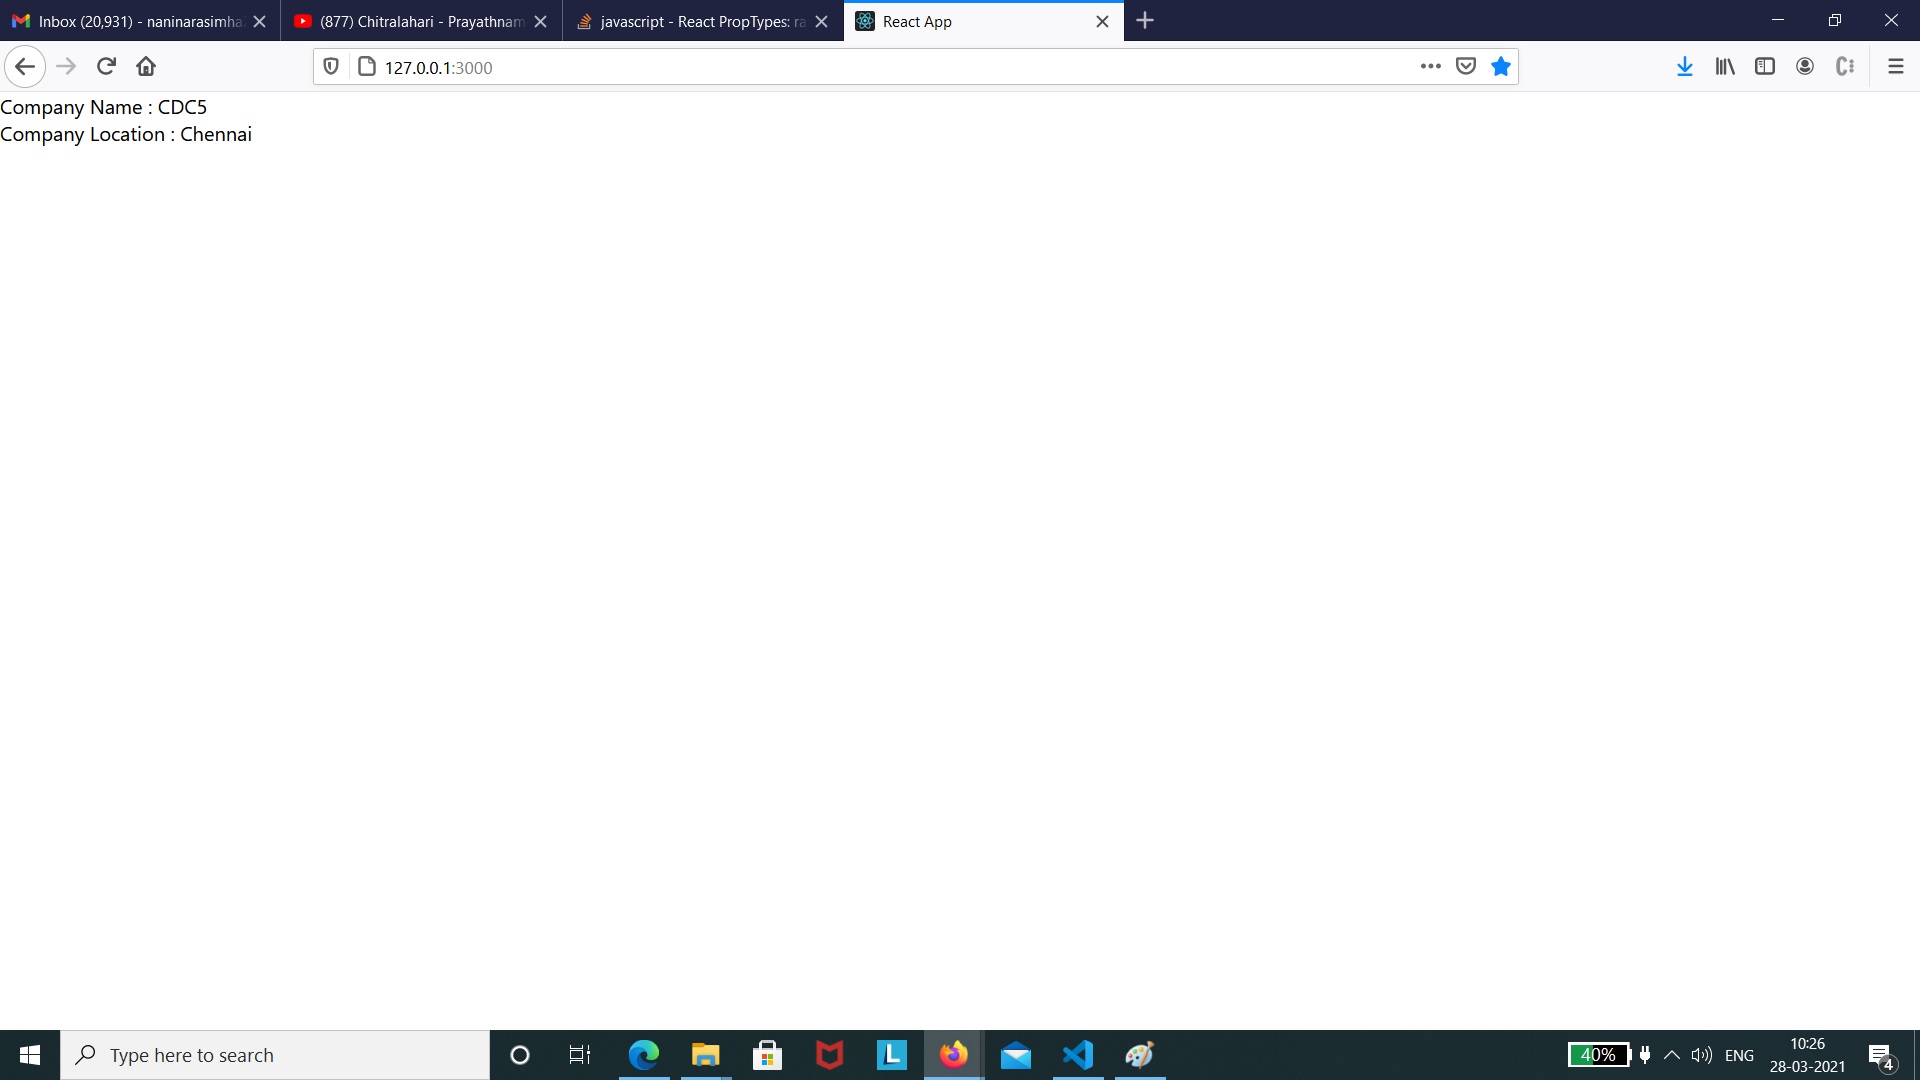 Inbox (20,931) - naninarasimha
(877) Chitralahari - Prayathnam
javascript - React PropTypes: ra
React App
127.0.0.1:3000
Company Name : CDC5
Company Location : Chennai
Type here to search
L
40%
ENG
10:26
28-03-2021
4